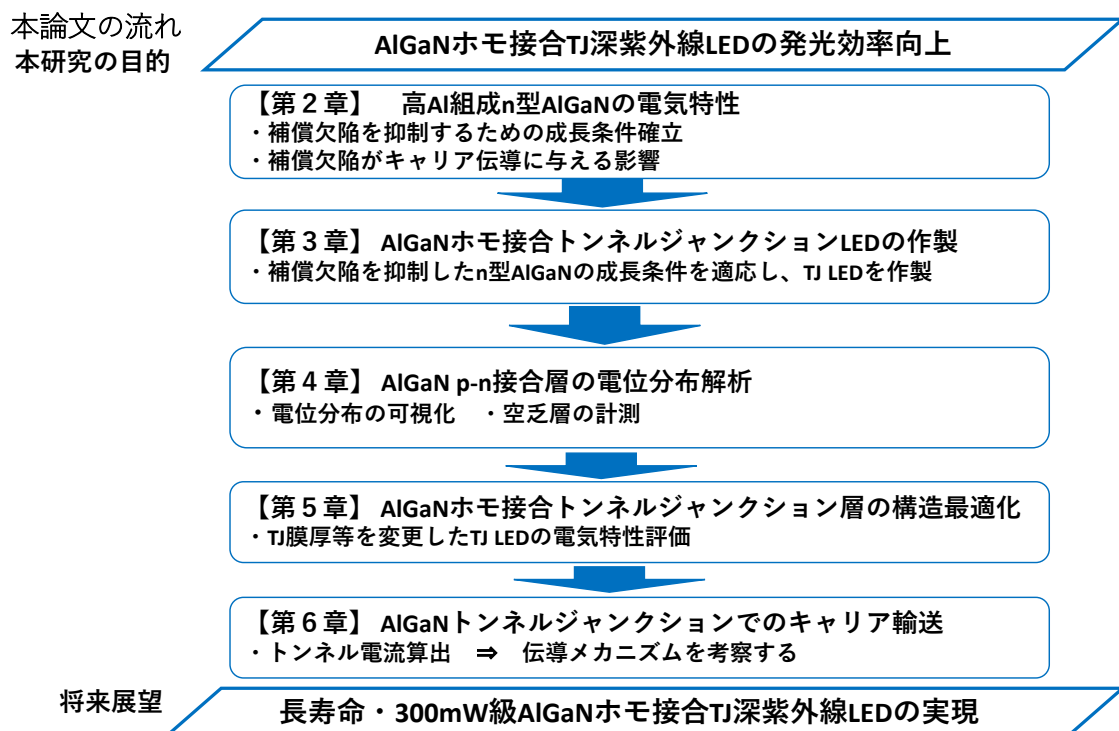 本論文の流れ
本研究の目的
AlGaNホモ接合TJ深紫外線LEDの発光効率向上
【第２章】　高Al組成n型AlGaNの電気特性
・補償欠陥を抑制するための成長条件確立
・補償欠陥がキャリア伝導に与える影響
【第３章】 AlGaNホモ接合トンネルジャンクションLEDの作製
・補償欠陥を抑制したn型AlGaNの成長条件を適応し、TJ LEDを作製
【第４章】 AlGaN p-n接合層の電位分布解析
・電位分布の可視化　・空乏層の計測
【第５章】 AlGaNホモ接合トンネルジャンクション層の構造最適化
・TJ膜厚等を変更したTJ LEDの電気特性評価
【第６章】 AlGaNトンネルジャンクションでのキャリア輸送
・トンネル電流算出　⇒　伝導メカニズムを考察する
将来展望
長寿命・300mW級AlGaNホモ接合TJ深紫外線LEDの実現